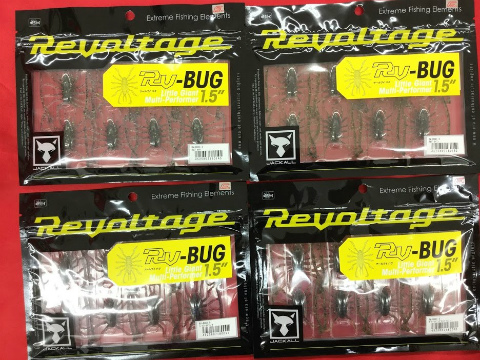 Extreme Fishing Elements
Revoltage
RV-BUG
Little Giant
Multi-Performer 1.5"
JACKALL
Extreme Fishing Elements
Revoltage
RV-BUG
Little Giant
Multi-Performer 1.5"
JACKALL
Extreme Fishing Elements
Revoltage
RV-BUG
Little Giant
Multi-Performer 1.5"
JACKALL
Extreme Fishing Elements
Revoltage
RV-BUG
Little Giant
Multi-Performer 1.5"
JACKALL